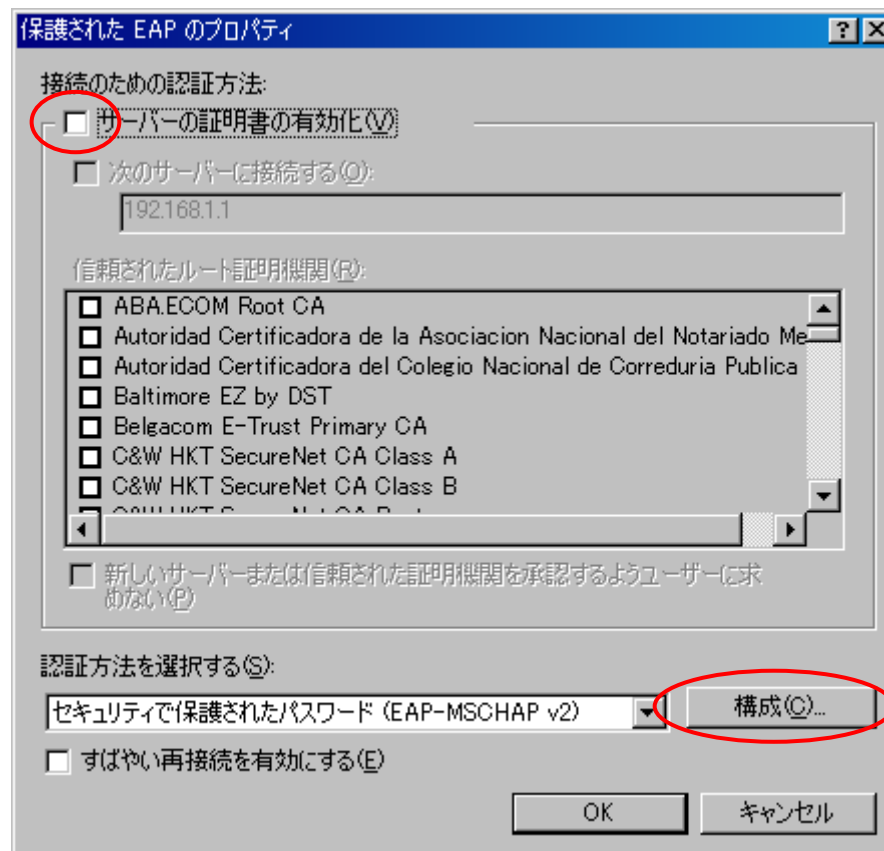 保護された EAP のプロパティ
接続のための認証方法:
サーバーの証明書の有効化(V)
次のサーバーに接続する(O):
192.168.1.1
信頼されたルート証明機関(R):
ABA.ECOM Root CA
Autoridad Certificadora de la Asociacion Nacional del Notariado Me
Autoridad Certificadora del Colegio Nacional de Correduria Publica
Baltimore EZ by DST
Belgacom E-Trust Primary CA
C&W HKT SecureNet CA Class A
C&W HKT SecureNet CA Class B
新しいサーバーまたは信頼された証明機関を承認するようユーザーに求
めない(P)
認証方法を選択する(S):
セキュリティで保護されたパスワード (EAP-MSCHAP v2)
構成(C)...
すばやい再接続を有効にする(E)
OK
キャンセル